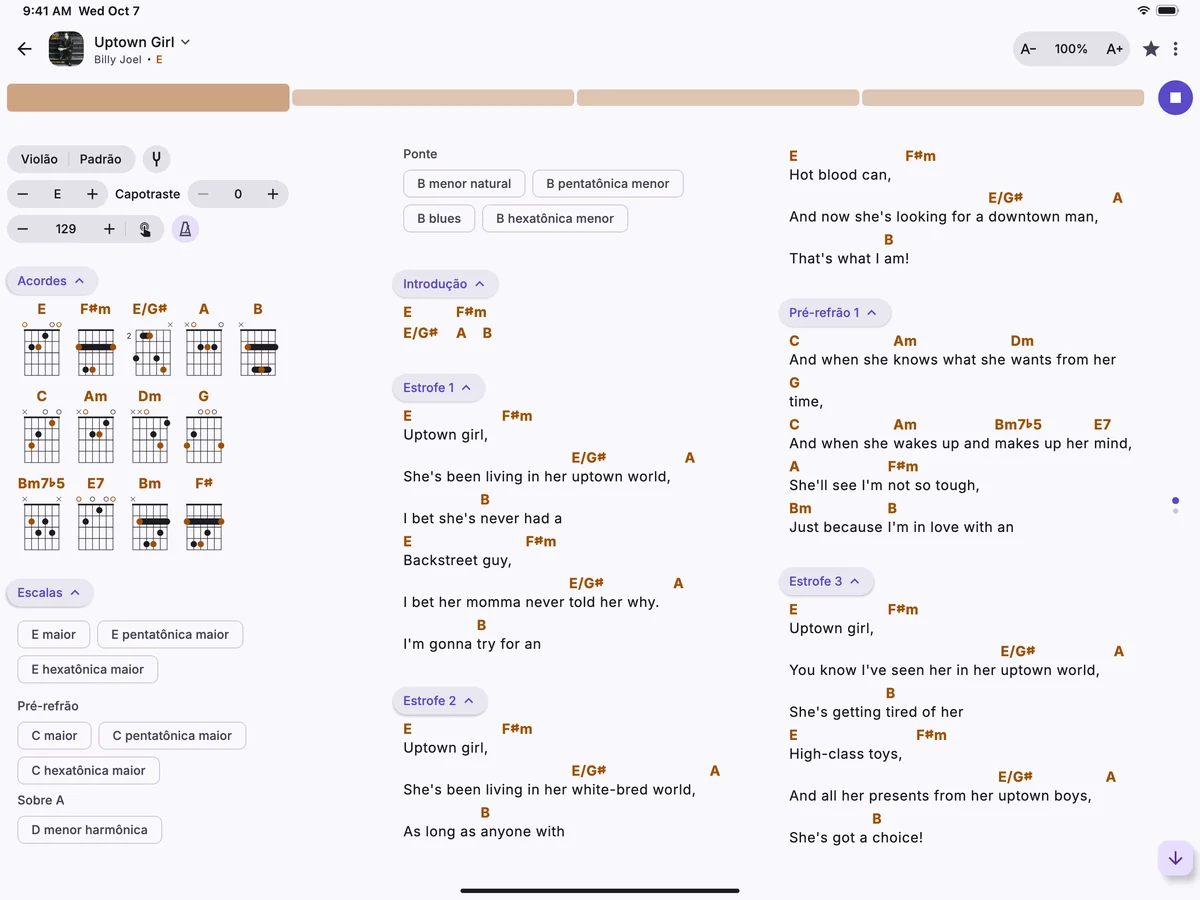 9:41 AM Wed Oct 7
Uptown Girl
Billy Joel • E
A− 100% A+
Violão Padrão
− E + Capotraste − 0 +
− 129 +
Acordes
E F#m E/G# A B
2
C Am Dm G
Bm7♭5 E7 Bm F#
Escalas
E maior E pentatônica maior
E hexatônica maior
Pré-refrão
C maior C pentatônica maior
C hexatônica maior
Sobre A
D menor harmônica
Ponte
B menor natural B pentatônica menor
B blues B hexatônica menor
Introdução
E F#m
E/G# A B
Estrofe 1
E F#m
Uptown girl,
E/G# A
She's been living in her uptown world,
B
I bet she's never had a
E F#m
Backstreet guy,
E/G# A
I bet her momma never told her why.
B
I'm gonna try for an
Estrofe 2
E F#m
Uptown girl,
E/G# A
She's been living in her white-bred world,
B
As long as anyone with
E F#m
Hot blood can,
E/G# A
And now she's looking for a downtown man,
B
That's what I am!
Pré-refrão 1
C Am Dm
And when she knows what she wants from her
G
time,
C Am Bm7♭5 E7
And when she wakes up and makes up her mind,
A F#m
She'll see I'm not so tough,
Bm B
Just because I'm in love with an
Estrofe 3
E F#m
Uptown girl,
E/G# A
You know I've seen her in her uptown world,
B
She's getting tired of her
E F#m
High-class toys,
E/G# A
And all her presents from her uptown boys,
B
She's got a choice!